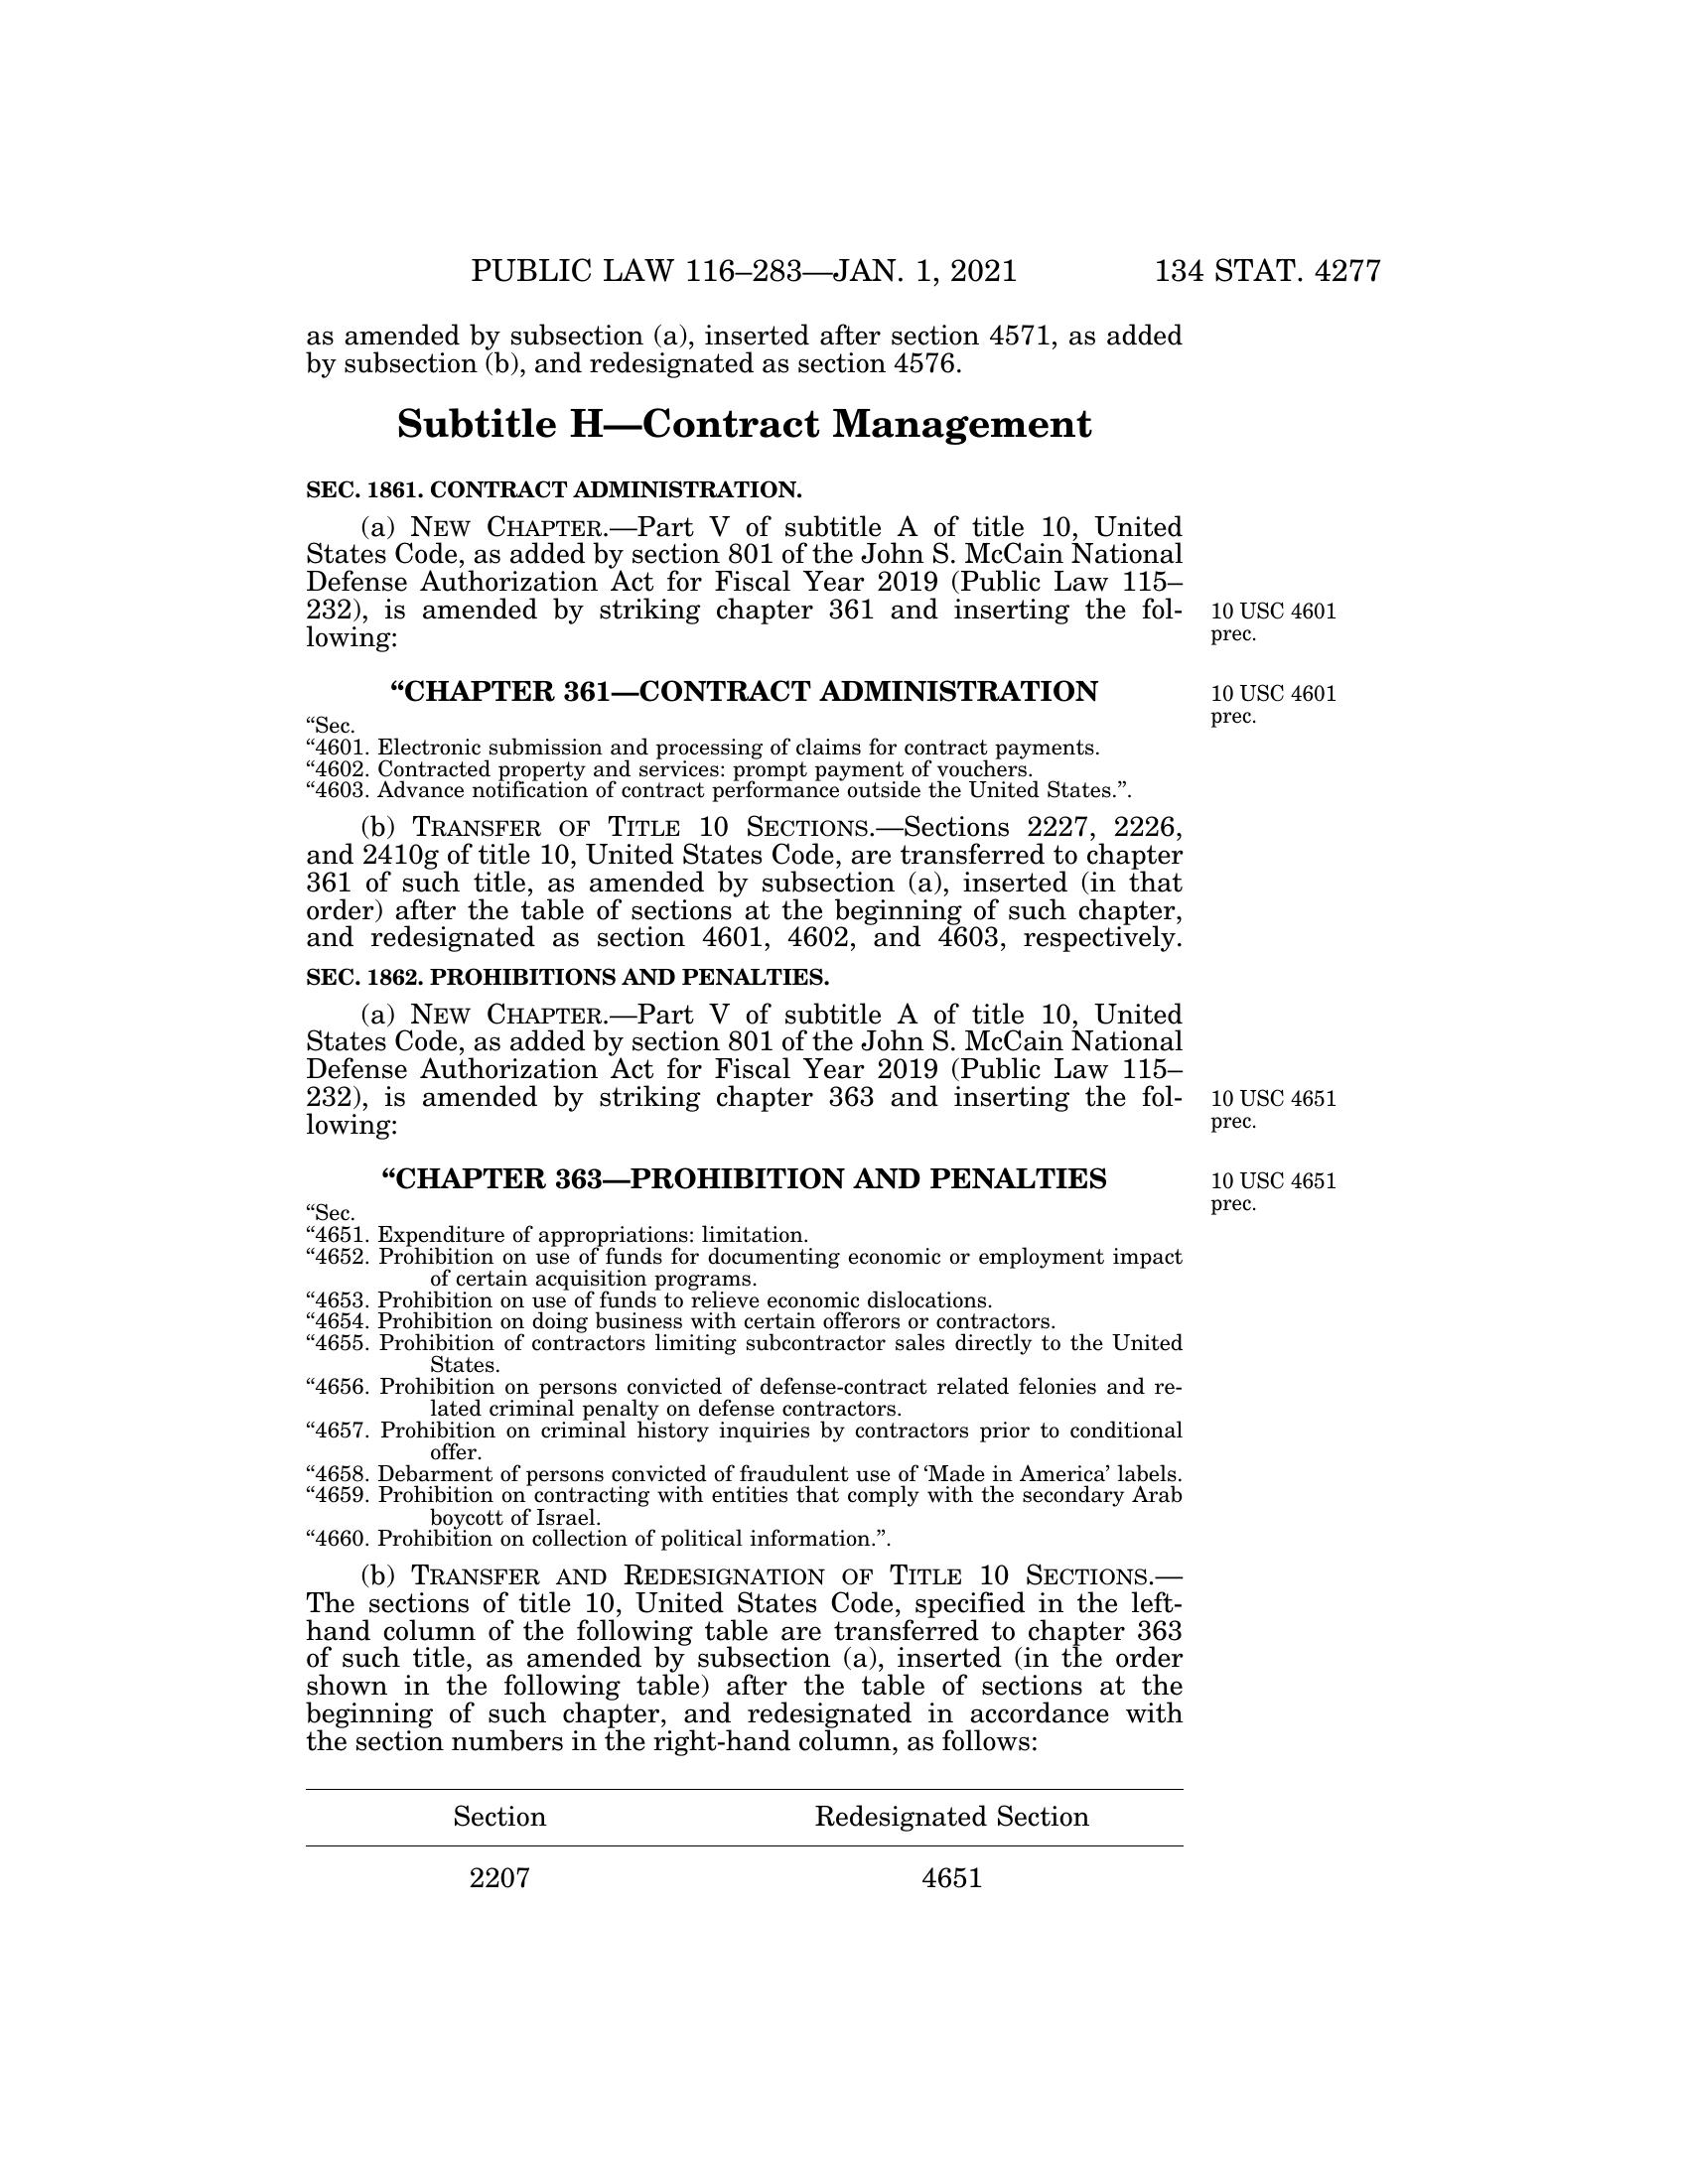 PUBLIC LAW 116–283—JAN. 1, 2021 134 STAT. 4277
as amended by subsection (a), inserted after section 4571, as added
by subsection (b), and redesignated as section 4576.
Subtitle H—Contract Management
SEC. 1861. CONTRACT ADMINISTRATION.
(a) NEW CHAPTER.—Part V of subtitle A of title 10, United
States Code, as added by section 801 of the John S. McCain National
Defense Authorization Act for Fiscal Year 2019 (Public Law 115–
232), is amended by striking chapter 361 and inserting the fol-
lowing:
10 USC 4601
prec.
“CHAPTER 361—CONTRACT ADMINISTRATION
10 USC 4601
prec.
“Sec.
“4601. Electronic submission and processing of claims for contract payments.
“4602. Contracted property and services: prompt payment of vouchers.
“4603. Advance notification of contract performance outside the United States.”.
(b) TRANSFER OF TITLE 10 SECTIONS.—Sections 2227, 2226,
and 2410g of title 10, United States Code, are transferred to chapter
361 of such title, as amended by subsection (a), inserted (in that
order) after the table of sections at the beginning of such chapter,
and redesignated as section 4601, 4602, and 4603, respectively.
SEC. 1862. PROHIBITIONS AND PENALTIES.
(a) NEW CHAPTER.—Part V of subtitle A of title 10, United
States Code, as added by section 801 of the John S. McCain National
Defense Authorization Act for Fiscal Year 2019 (Public Law 115–
232), is amended by striking chapter 363 and inserting the fol-
lowing:
10 USC 4651
prec.
“CHAPTER 363—PROHIBITION AND PENALTIES
10 USC 4651
prec.
“Sec.
“4651. Expenditure of appropriations: limitation.
“4652. Prohibition on use of funds for documenting economic or employment impact
of certain acquisition programs.
“4653. Prohibition on use of funds to relieve economic dislocations.
“4654. Prohibition on doing business with certain offerors or contractors.
“4655. Prohibition of contractors limiting subcontractor sales directly to the United
States.
“4656. Prohibition on persons convicted of defense-contract related felonies and re-
lated criminal penalty on defense contractors.
“4657. Prohibition on criminal history inquiries by contractors prior to conditional
offer.
“4658. Debarment of persons convicted of fraudulent use of ‘Made in America’ labels.
“4659. Prohibition on contracting with entities that comply with the secondary Arab
boycott of Israel.
“4660. Prohibition on collection of political information.”.
(b) TRANSFER AND REDESIGNATION OF TITLE 10 SECTIONS.—
The sections of title 10, United States Code, specified in the left-
hand column of the following table are transferred to chapter 363
of such title, as amended by subsection (a), inserted (in the order
shown in the following table) after the table of sections at the
beginning of such chapter, and redesignated in accordance with
the section numbers in the right-hand column, as follows:
Section Redesignated Section
2207 4651